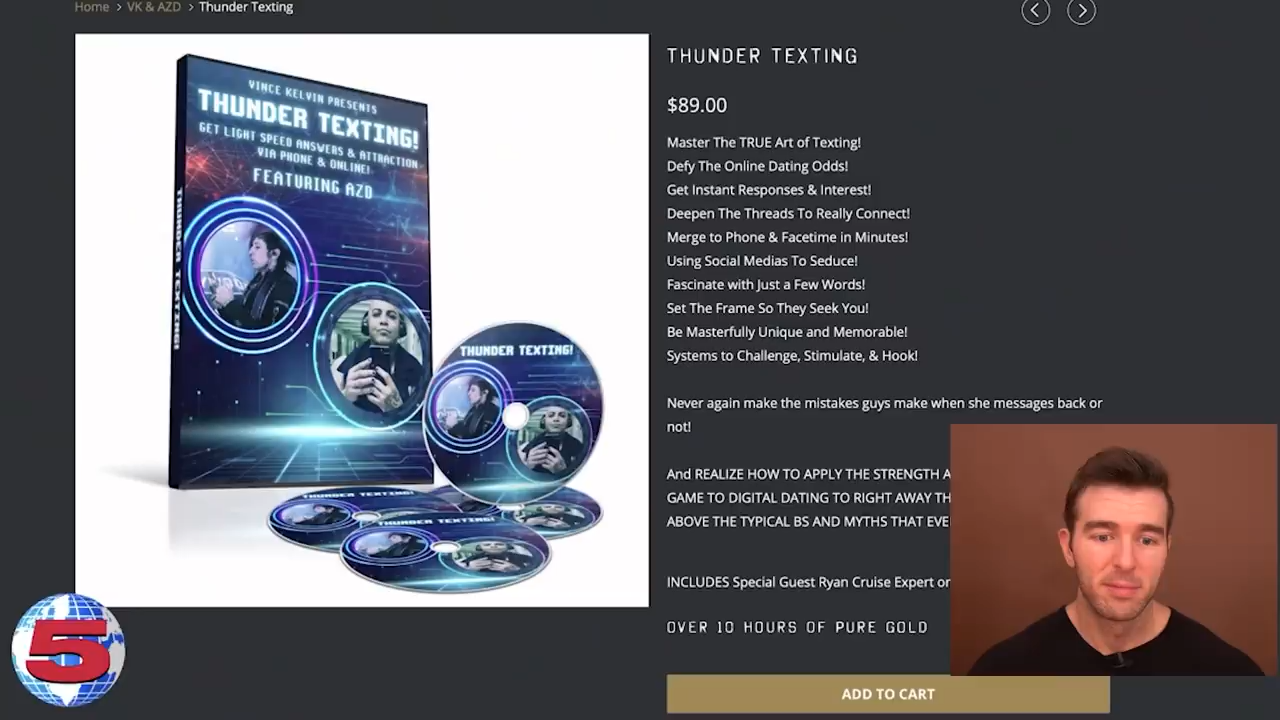 Home > VK & AZD > Thunder Texting
THUNDER TEXTING
$89.00
Master The TRUE Art of Texting!
Defy The Online Dating Odds!
Get Instant Responses & Interest!
Deepen The Threads To Really Connect!
Merge to Phone & Facetime in Minutes!
Using Social Medias To Seduce!
Fascinate with Just a Few Words!
Set The Frame So They Seek You!
Be Masterfully Unique and Memorable!
Systems to Challenge, Stimulate, & Hook!
Never again make the mistakes guys make when she messages back or
not!
And REALIZE HOW TO APPLY THE STRENGTH A
GAME TO DIGITAL DATING TO RIGHT AWAY TH
ABOVE THE TYPICAL BS AND MYTHS THAT EVE
INCLUDES Special Guest Ryan Cruise Expert or
OVER 10 HOURS OF PURE GOLD
ADD TO CART
VINCE KELVIN PRESENTS
THUNDER TEXTING!
GET LIGHT SPEED ANSWERS & ATTRACTION
VIA PHONE & ONLINE!
FEATURING AZD
THUNDER TEXTING!
THUNDER TEXTING!
THUNDER TEXTING!
THUNDER TEXTING!
5